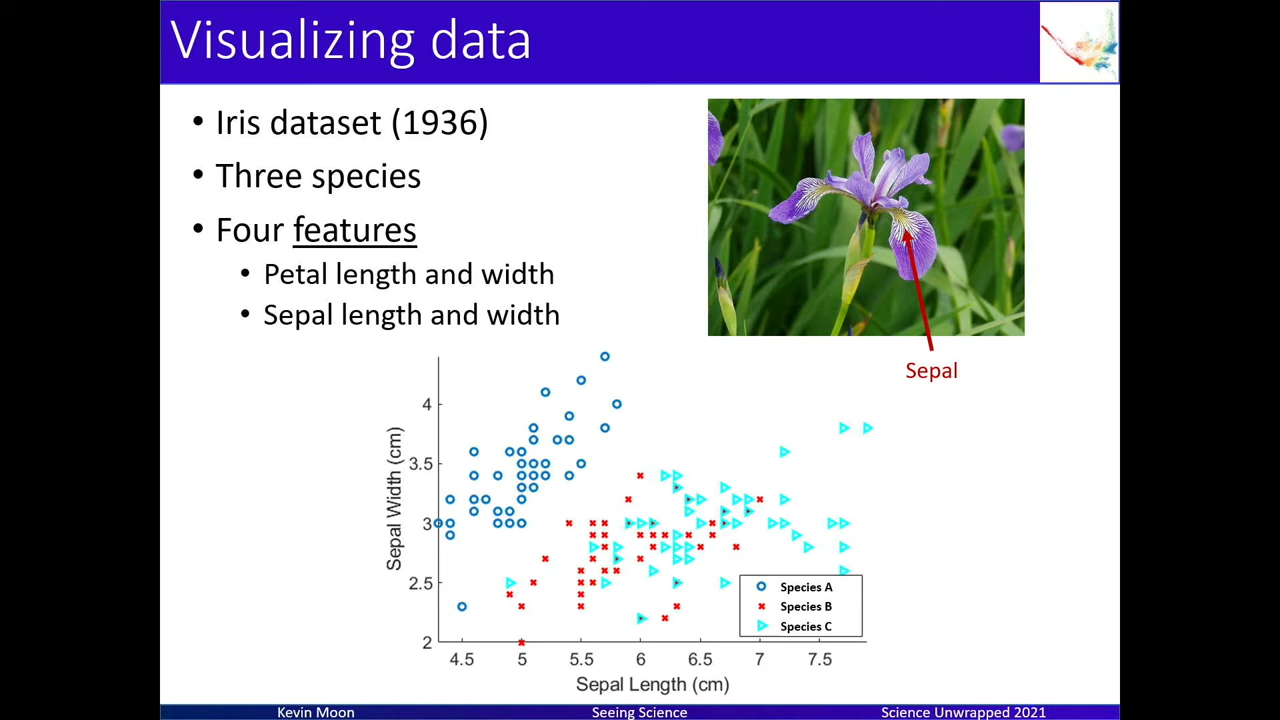 Visualizing data
• Iris dataset (1936)
• Three species
• Four features
• Petal length and width
• Sepal length and width
Sepal
Sepal Width (cm)
4
3.5
3
2.5
2
4.5 5 5.5 6 6.5 7 7.5
Sepal Length (cm)
Species A
Species B
Species C
Kevin Moon Seeing Science Science Unwrapped 2021